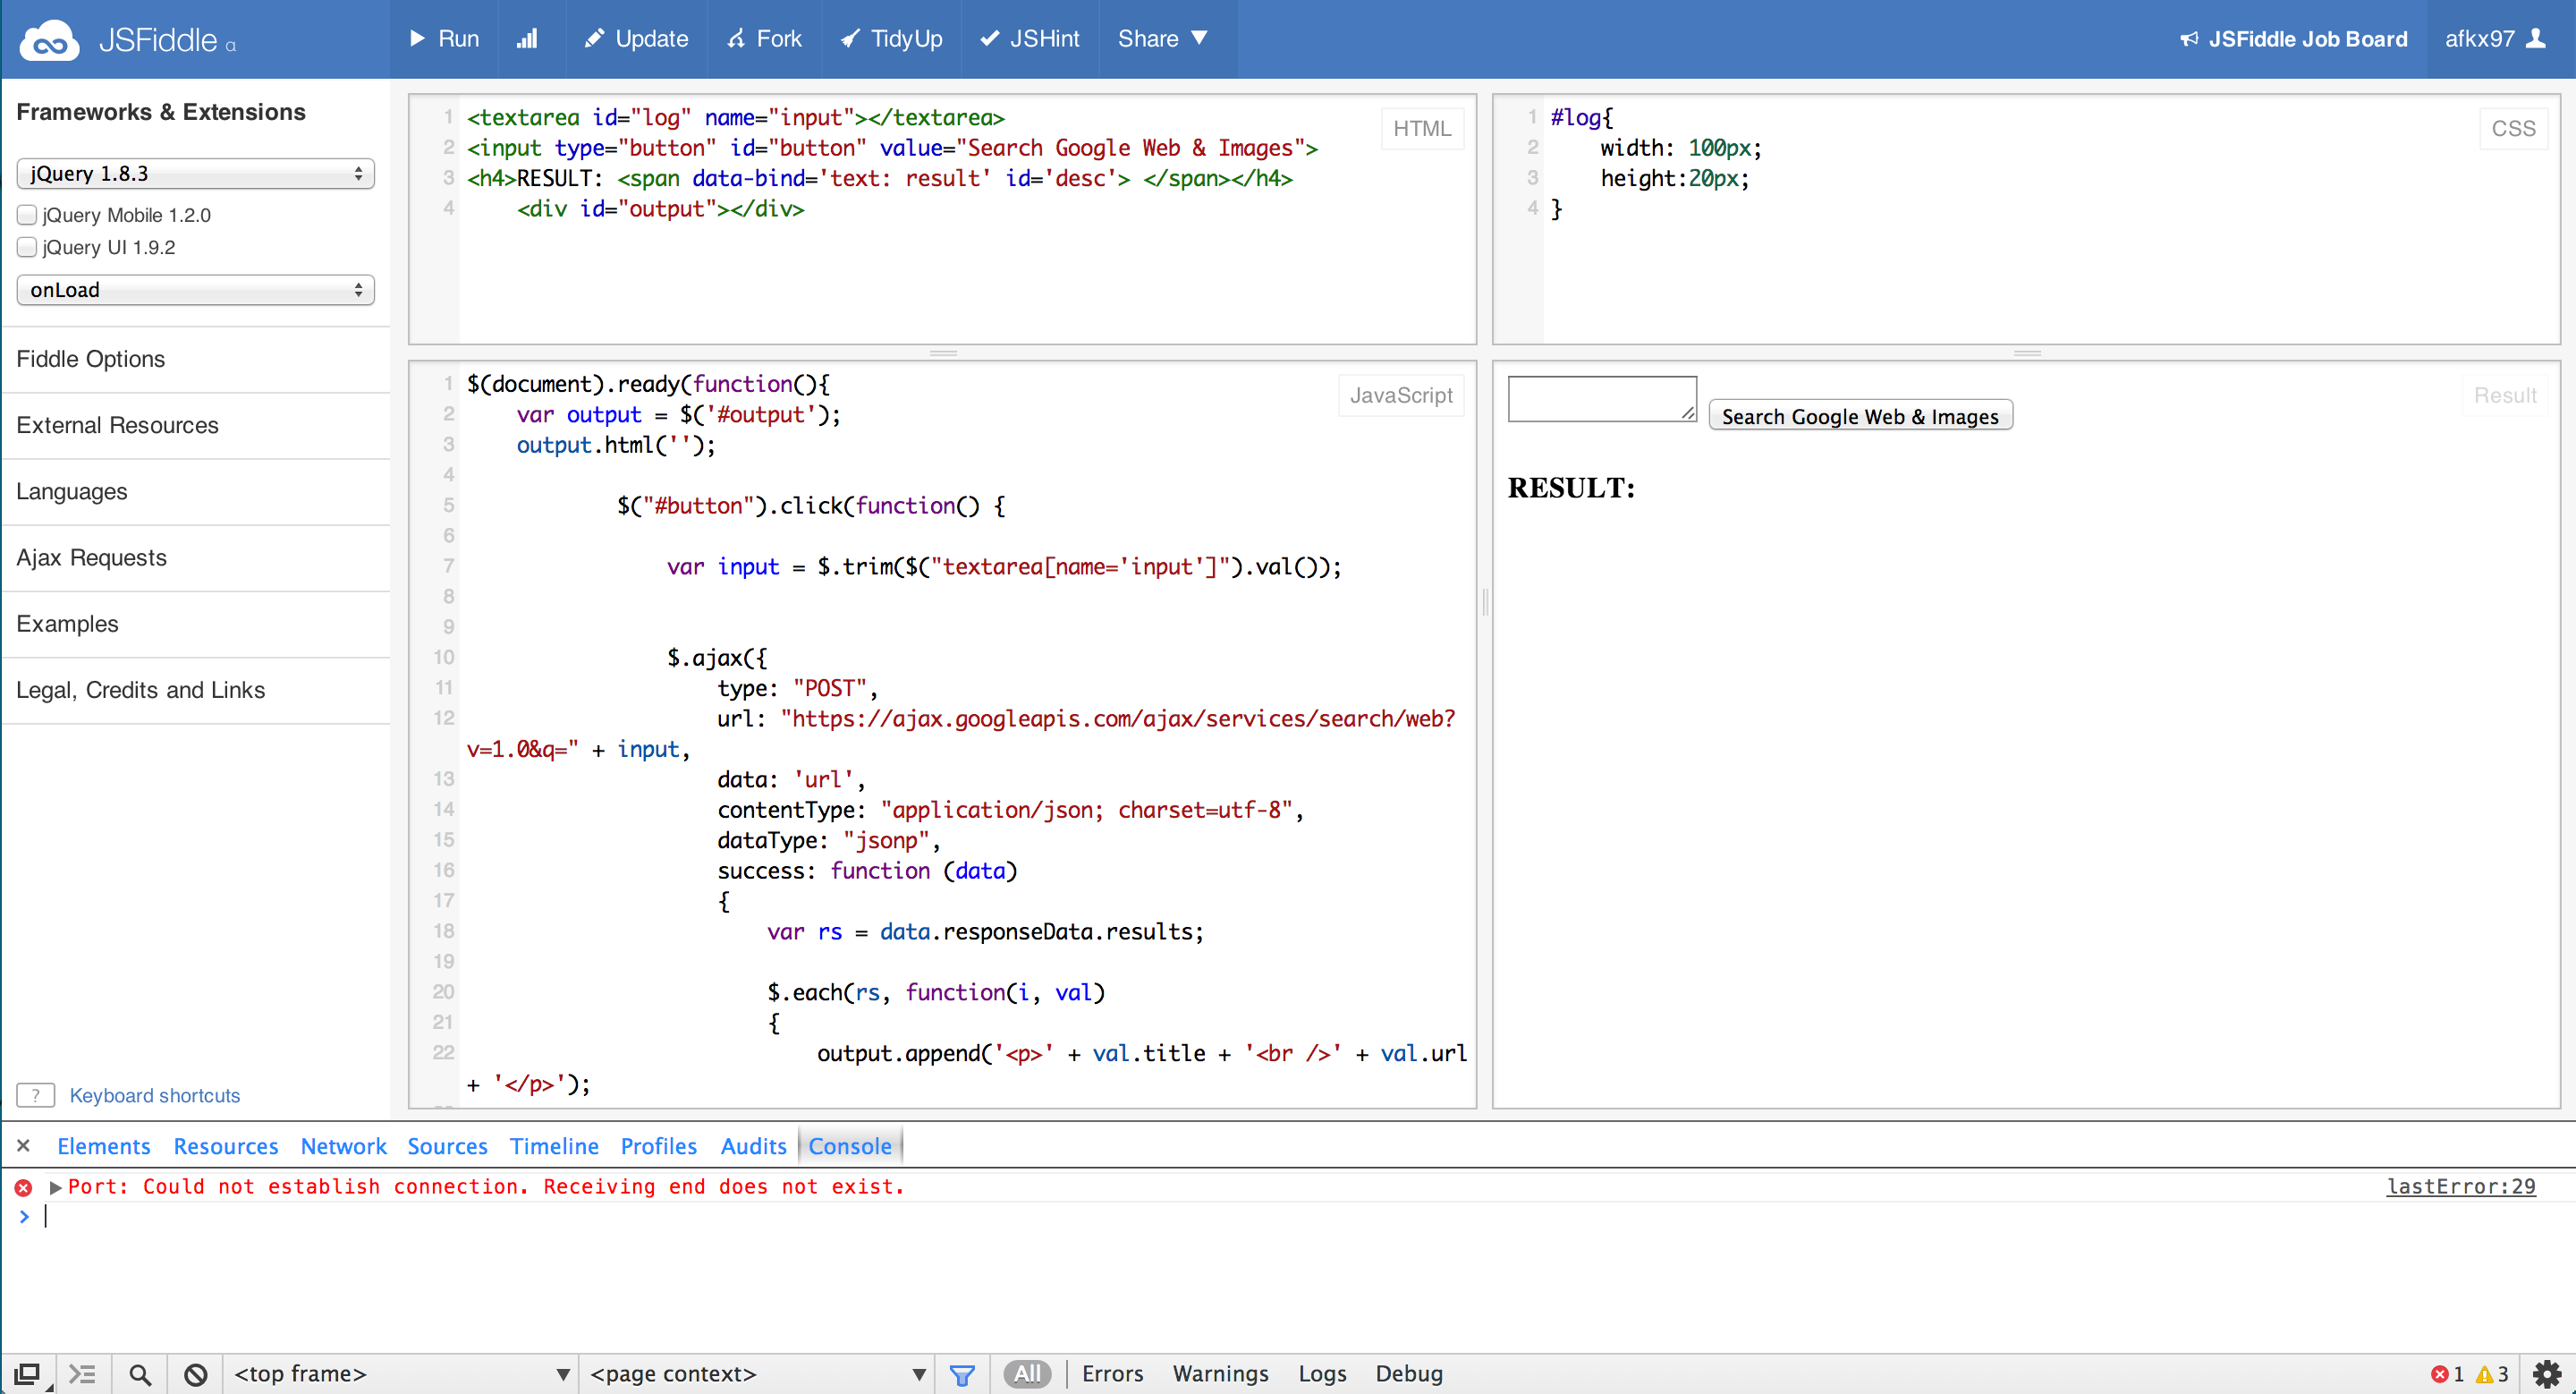 JSFiddle α
Run
Update
Fork
TidyUp
JSHint
Share ▼
JSFiddle Job Board
afkx97
Frameworks & Extensions
jQuery 1.8.3
jQuery Mobile 1.2.0
jQuery UI 1.9.2
onLoad
Fiddle Options
External Resources
Languages
Ajax Requests
Examples
Legal, Credits and Links
? Keyboard shortcuts
HTML
1 <textarea id="log" name="input"></textarea>
2 <input type="button" id="button" value="Search Google Web & Images">
3 <h4>RESULT: <span data-bind='text: result' id='desc'> </span></h4>
4 <div id="output"></div>
CSS
1 #log{
2 width: 100px;
3 height:20px;
4 }
JavaScript
1 $(document).ready(function(){
2 var output = $('#output');
3 output.html('');
4
5 $("#button").click(function() {
6
7 var input = $.trim($("textarea[name='input']").val());
8
9
10 $.ajax({
11 type: "POST",
12 url: "https://ajax.googleapis.com/ajax/services/search/web?
v=1.0&q=" + input,
13 data: 'url',
14 contentType: "application/json; charset=utf-8",
15 dataType: "jsonp",
16 success: function (data)
17 {
18 var rs = data.responseData.results;
19
20 $.each(rs, function(i, val)
21 {
22 output.append('<p>' + val.title + '<br />' + val.url
+ '</p>');
Result
Search Google Web & Images
RESULT:
× Elements Resources Network Sources Timeline Profiles Audits Console
Port: Could not establish connection. Receiving end does not exist. lastError:29
>
<top frame> ▼ <page context> ▼ All Errors Warnings Logs Debug 1 3